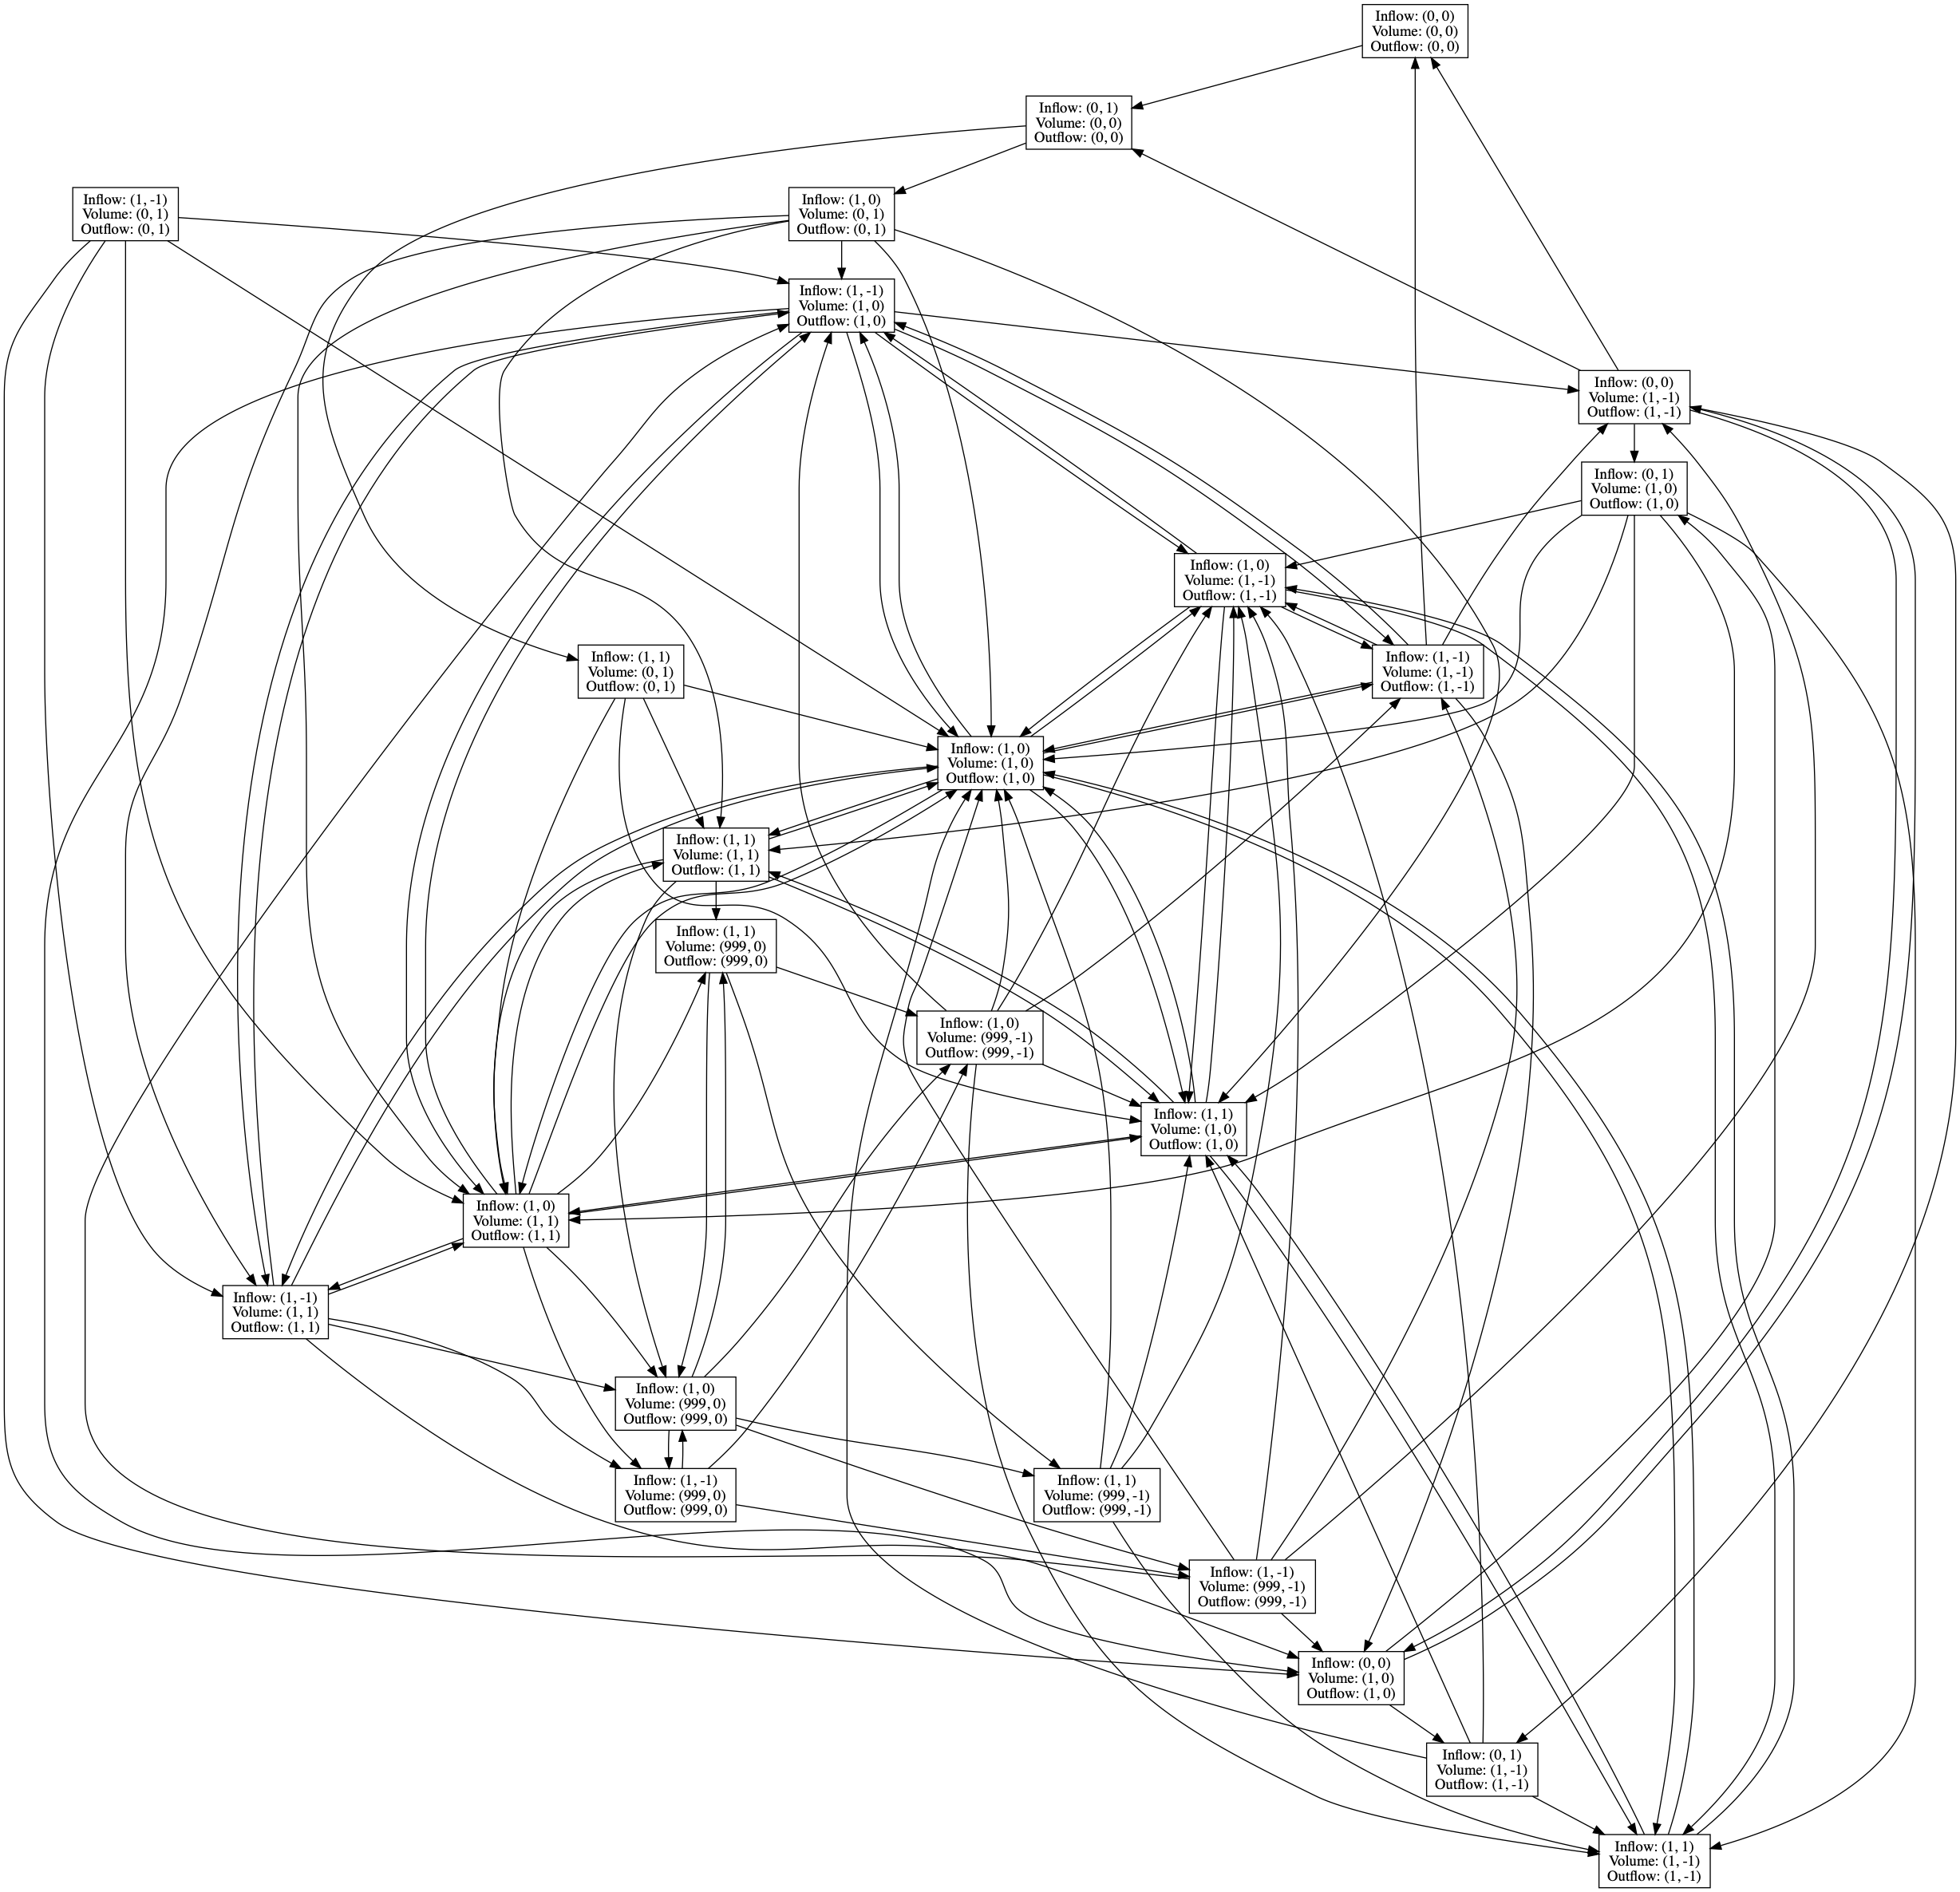 Inflow: (0, 0)
Volume: (0, 0)
Outflow: (0, 0)
Inflow: (0, 1)
Volume: (0, 0)
Outflow: (0, 0)
Inflow: (1, -1)
Volume: (0, 1)
Outflow: (0, 1)
Inflow: (1, 0)
Volume: (0, 1)
Outflow: (0, 1)
Inflow: (1, -1)
Volume: (1, 0)
Outflow: (1, 0)
Inflow: (0, 0)
Volume: (1, -1)
Outflow: (1, -1)
Inflow: (0, 1)
Volume: (1, 0)
Outflow: (1, 0)
Inflow: (1, 0)
Volume: (1, -1)
Outflow: (1, -1)
Inflow: (1, 1)
Volume: (0, 1)
Outflow: (0, 1)
Inflow: (1, -1)
Volume: (1, -1)
Outflow: (1, -1)
Inflow: (1, 0)
Volume: (1, 0)
Outflow: (1, 0)
Inflow: (1, 1)
Volume: (1, 1)
Outflow: (1, 1)
Inflow: (1, 1)
Volume: (999, 0)
Outflow: (999, 0)
Inflow: (1, 0)
Volume: (999, -1)
Outflow: (999, -1)
Inflow: (1, 1)
Volume: (1, 0)
Outflow: (1, 0)
Inflow: (1, 0)
Volume: (1, 1)
Outflow: (1, 1)
Inflow: (1, -1)
Volume: (1, 1)
Outflow: (1, 1)
Inflow: (1, 0)
Volume: (999, 0)
Outflow: (999, 0)
Inflow: (1, -1)
Volume: (999, 0)
Outflow: (999, 0)
Inflow: (1, 1)
Volume: (999, -1)
Outflow: (999, -1)
Inflow: (1, -1)
Volume: (999, -1)
Outflow: (999, -1)
Inflow: (0, 0)
Volume: (1, 0)
Outflow: (1, 0)
Inflow: (0, 1)
Volume: (1, -1)
Outflow: (1, -1)
Inflow: (1, 1)
Volume: (1, -1)
Outflow: (1, -1)